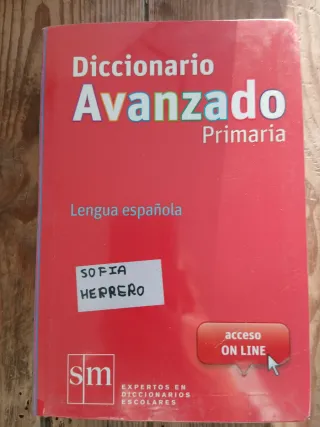 Diccionario
Avanzado
Primaria
Lengua española
SOFIA
HERRERO
acceso
ON LINE
sm
EXPERTOS EN
DICCIONARIOS
ESCOLARES